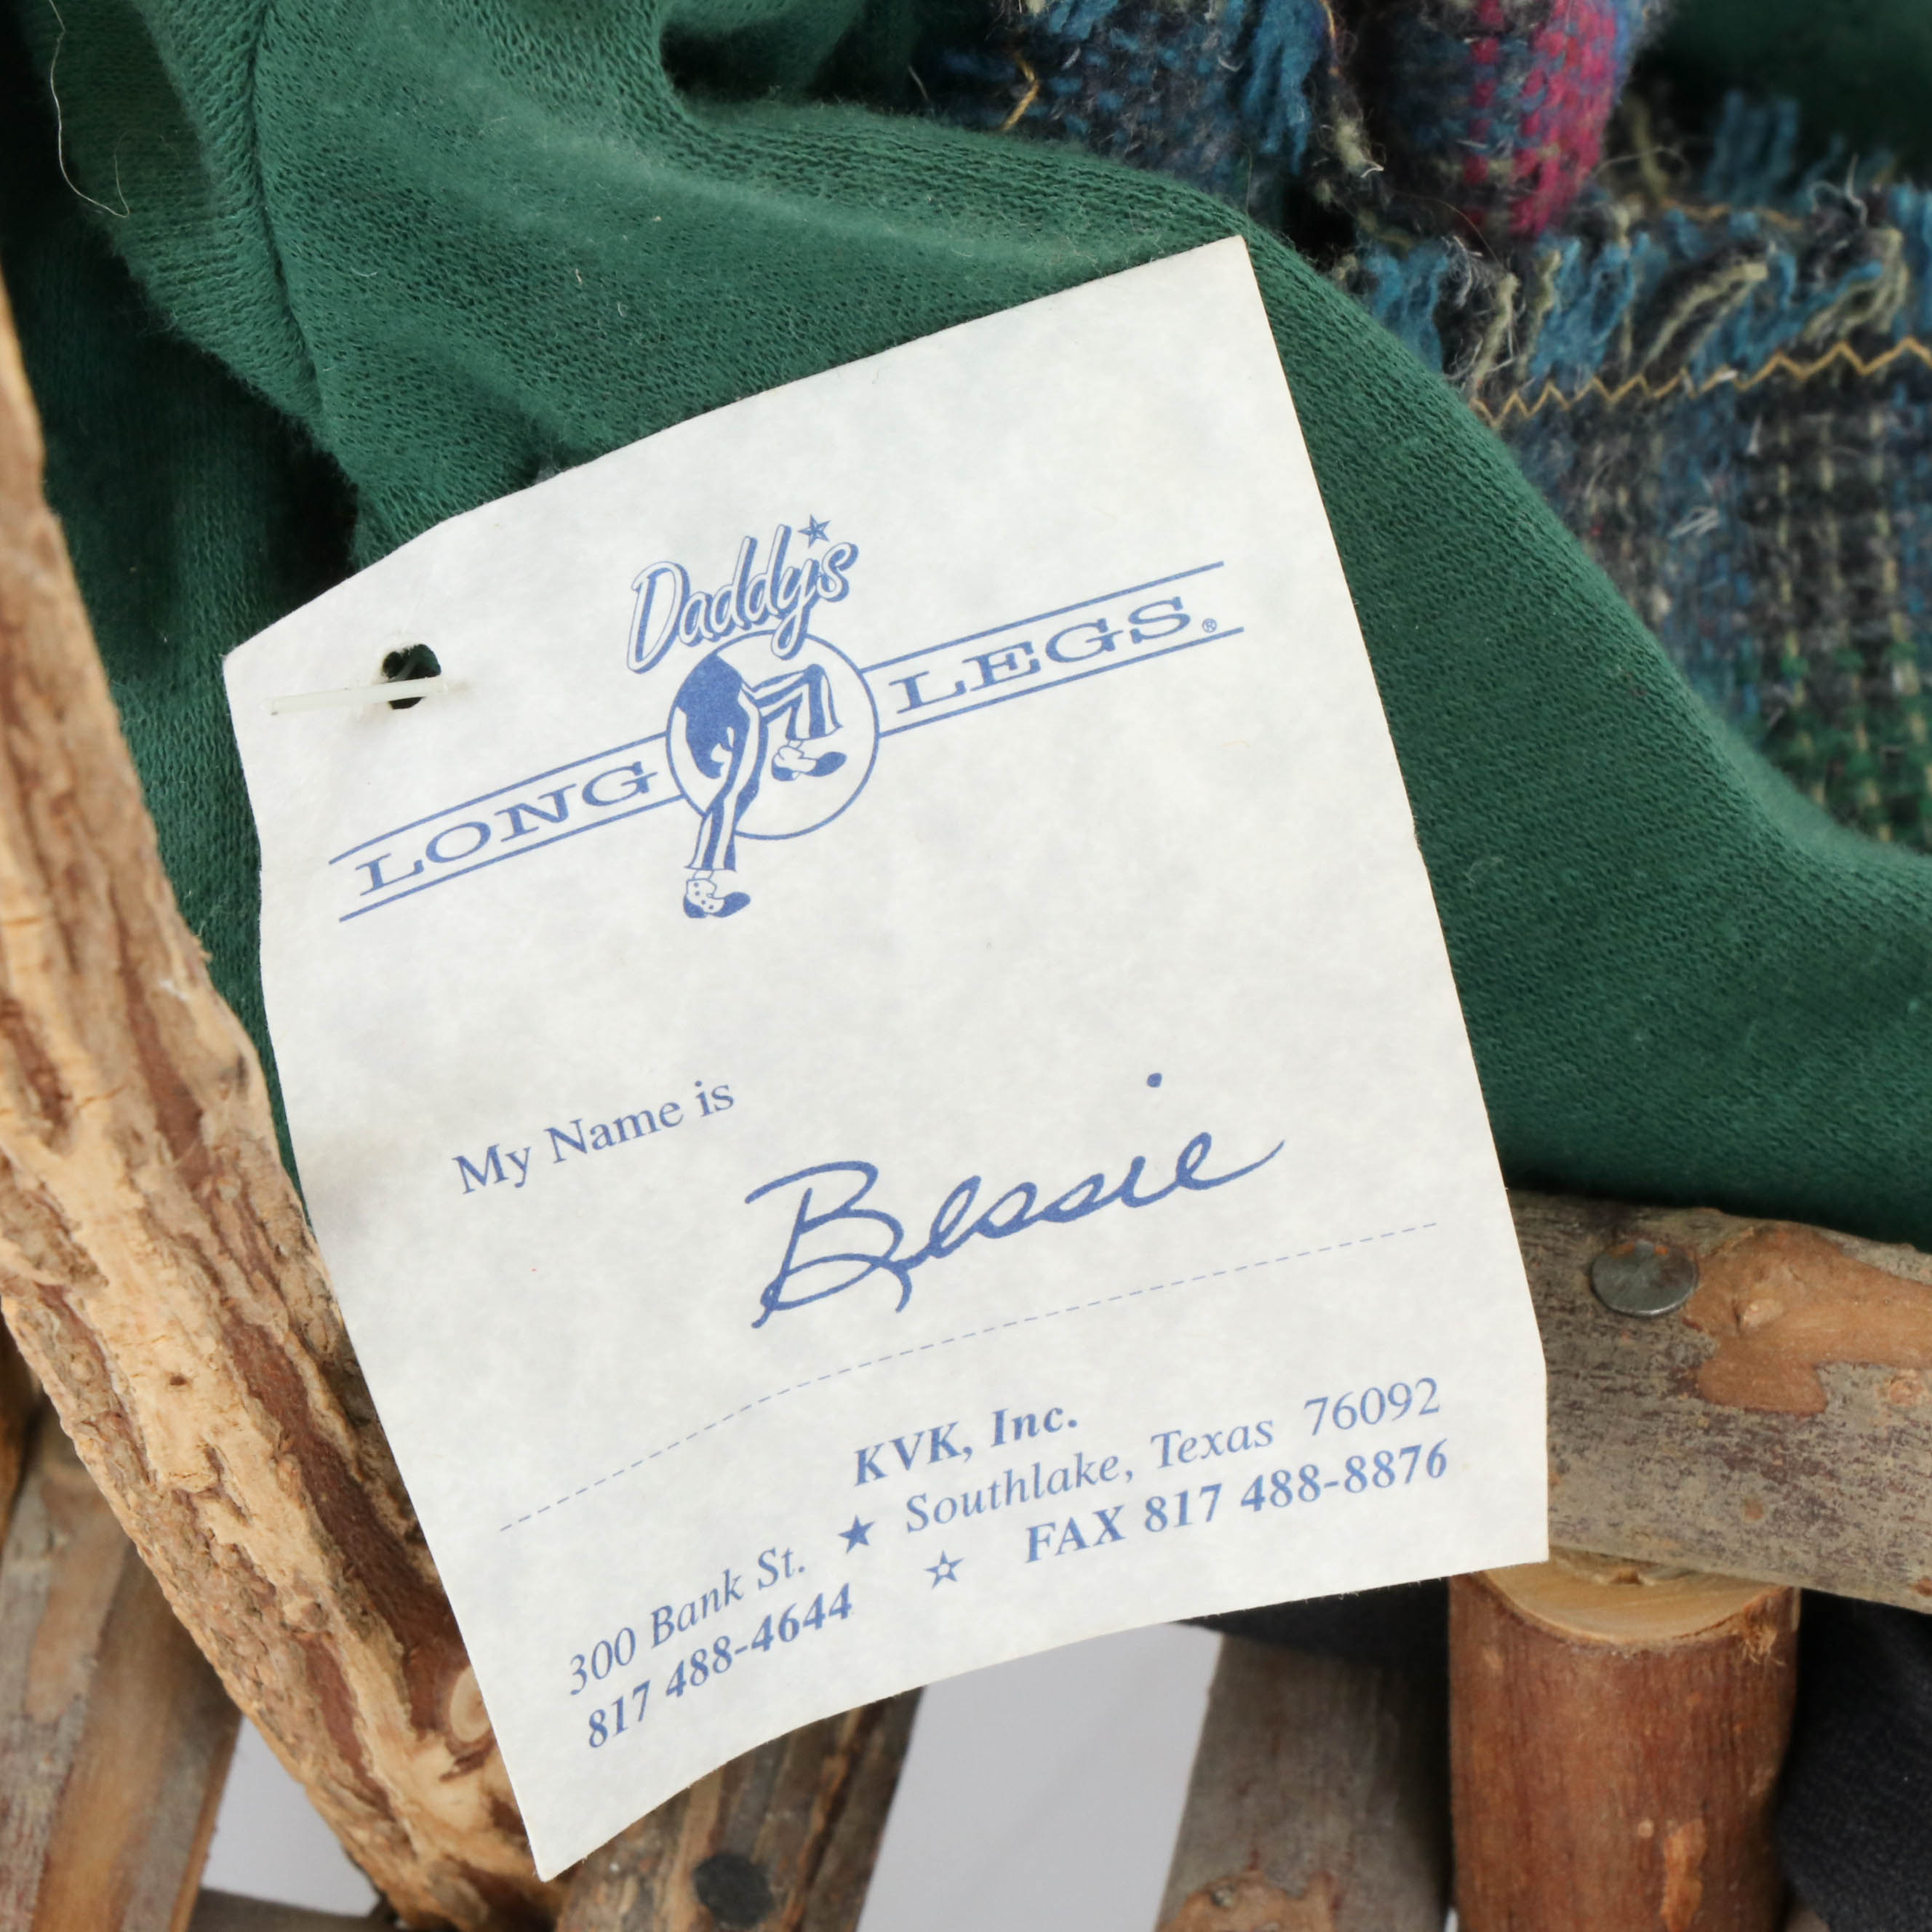 Daddy's
LONG LEGS®
My Name is
Bessie
KVK, Inc.
300 Bank St. ★ Southlake, Texas 76092
817 488-4644 ☆ FAX 817 488-8876